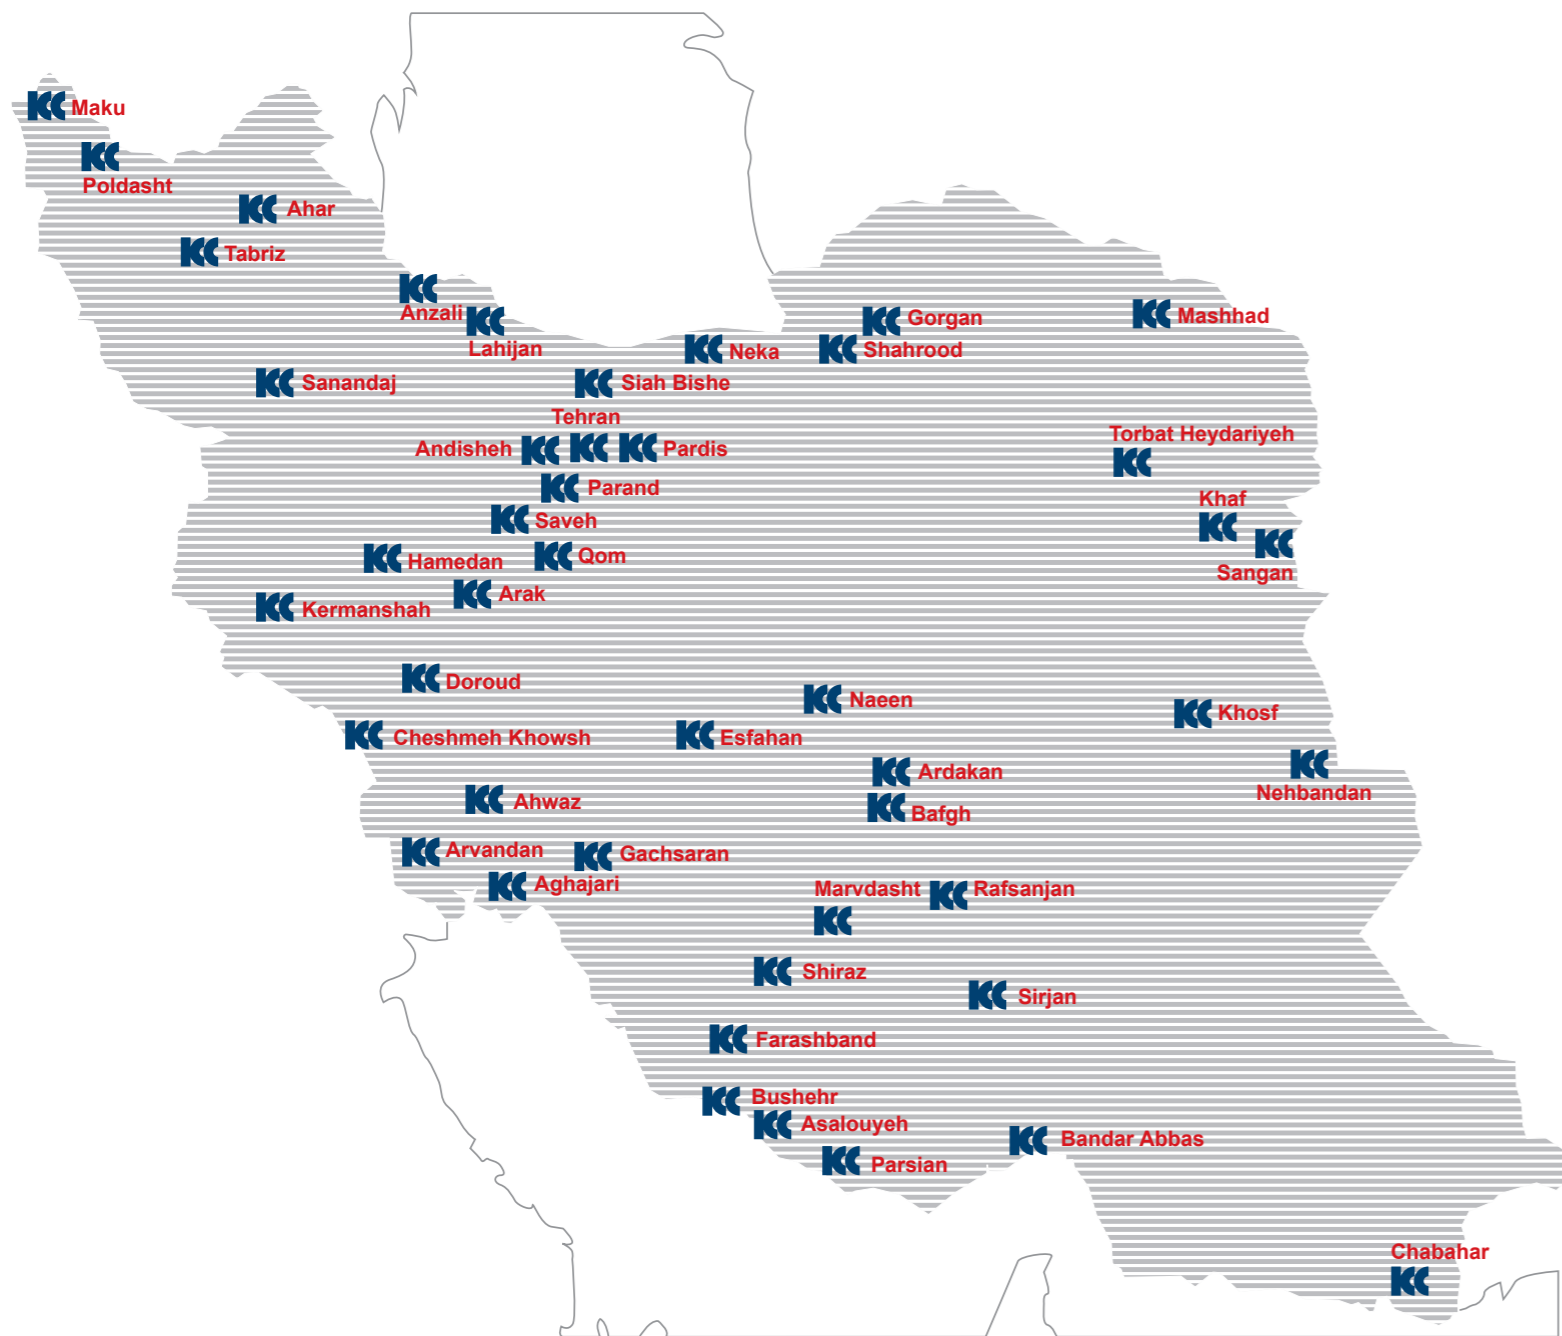 Maku
Poldasht
Ahar
Tabriz
Anzali
Lahijan
Gorgan
Mashhad
Neka
Shahrood
Sanandaj
Siah Bishe
Tehran
Andisheh
Pardis
Torbat Heydariyeh
Parand
Khaf
Saveh
Hamedan
Qom
Sangan
Arak
Kermanshah
Doroud
Naeen
Khosf
Cheshmeh Khowsh
Esfahan
Ardakan
Nehbandan
Ahwaz
Bafgh
Arvandan
Gachsaran
Aghajari
Marvdasht
Rafsanjan
Shiraz
Sirjan
Farashband
Bushehr
Asalouyeh
Bandar Abbas
Parsian
Chabahar